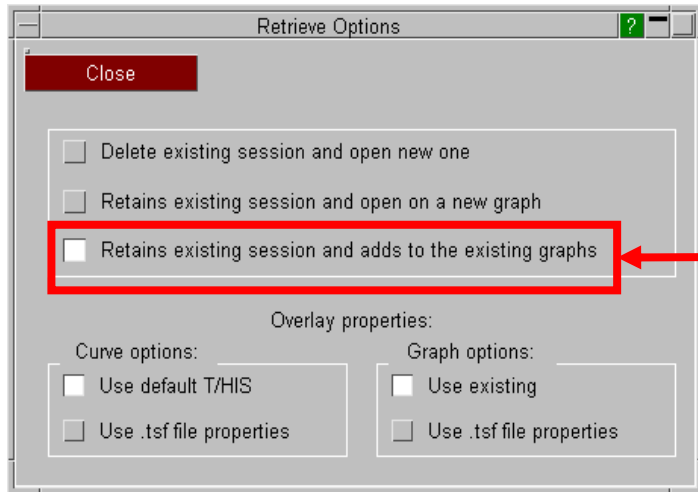 Retrieve Options
?
Close
Delete existing session and open new one
Retains existing session and open on a new graph
Retains existing session and adds to the existing graphs
Overlay properties:
Curve options:
Use default T/HIS
Use .tsf file properties
Graph options:
Use existing
Use .tsf file properties